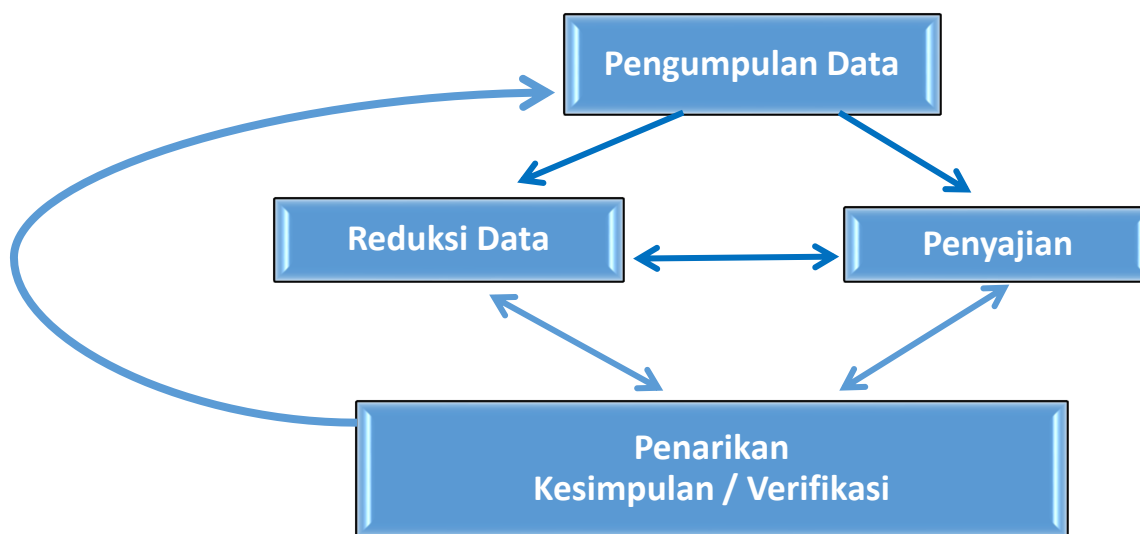 Pengumpulan Data
Reduksi Data
Penyajian
Penarikan
Kesimpulan / Verifikasi